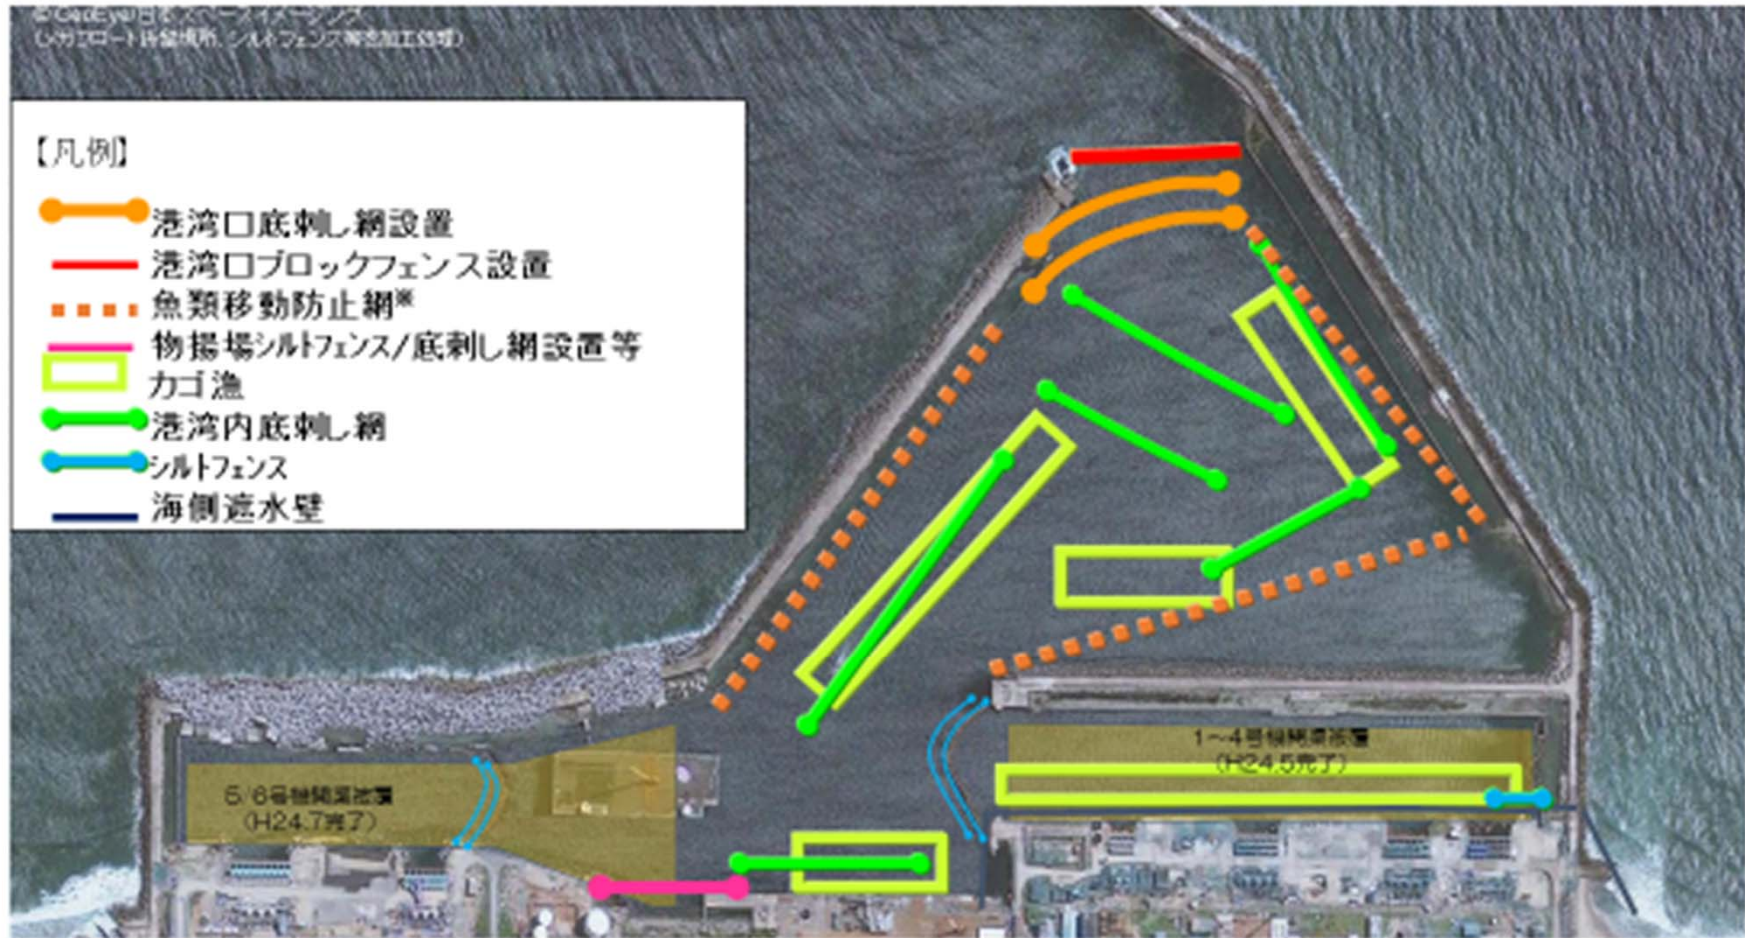 【凡例】
港湾口底刺し網設置
港湾口ブロックフェンス設置
魚類移動防止網※
物揚場シルトフェンス/底刺し網設置等
カゴ漁
港湾内底刺し網
シルトフェンス
海側遮水壁
1～4号機開渠被覆
(H24.5完了)
5/6号機開渠被覆
(H24.7完了)